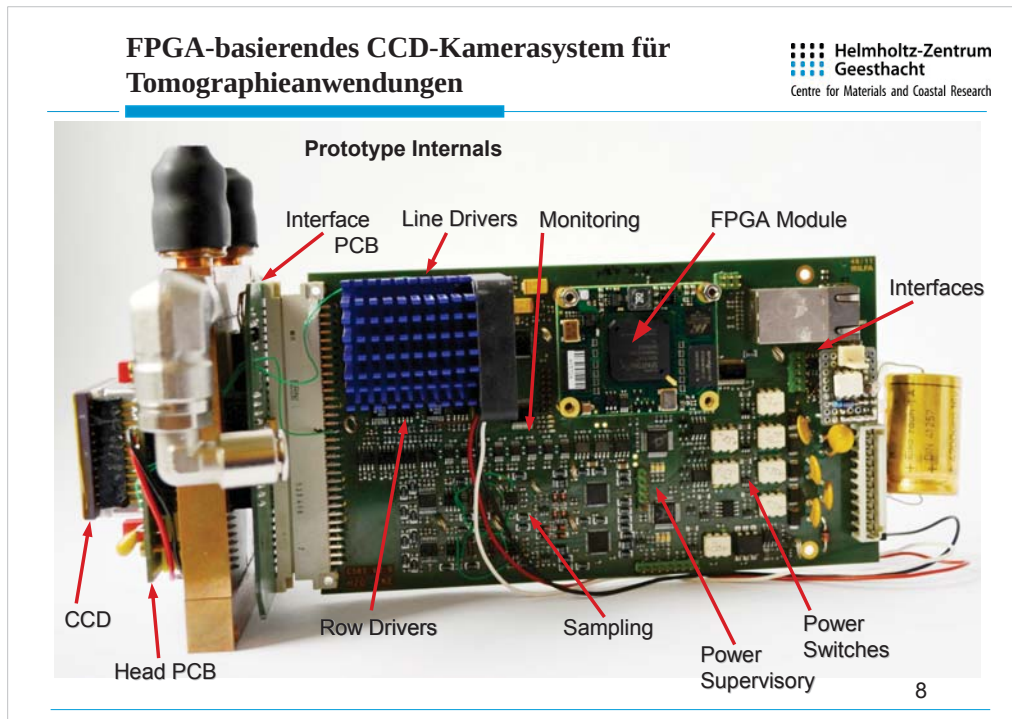 FPGA-basierendes CCD-Kamerasystem für
Tomographieanwendungen
Helmholtz-Zentrum
Geesthacht
Centre for Materials and Coastal Research
Prototype Internals
Interface
PCB
Line Drivers
Monitoring
FPGA Module
Interfaces
CCD
Head PCB
Row Drivers
Sampling
Power
Supervisory
Power
Switches
8